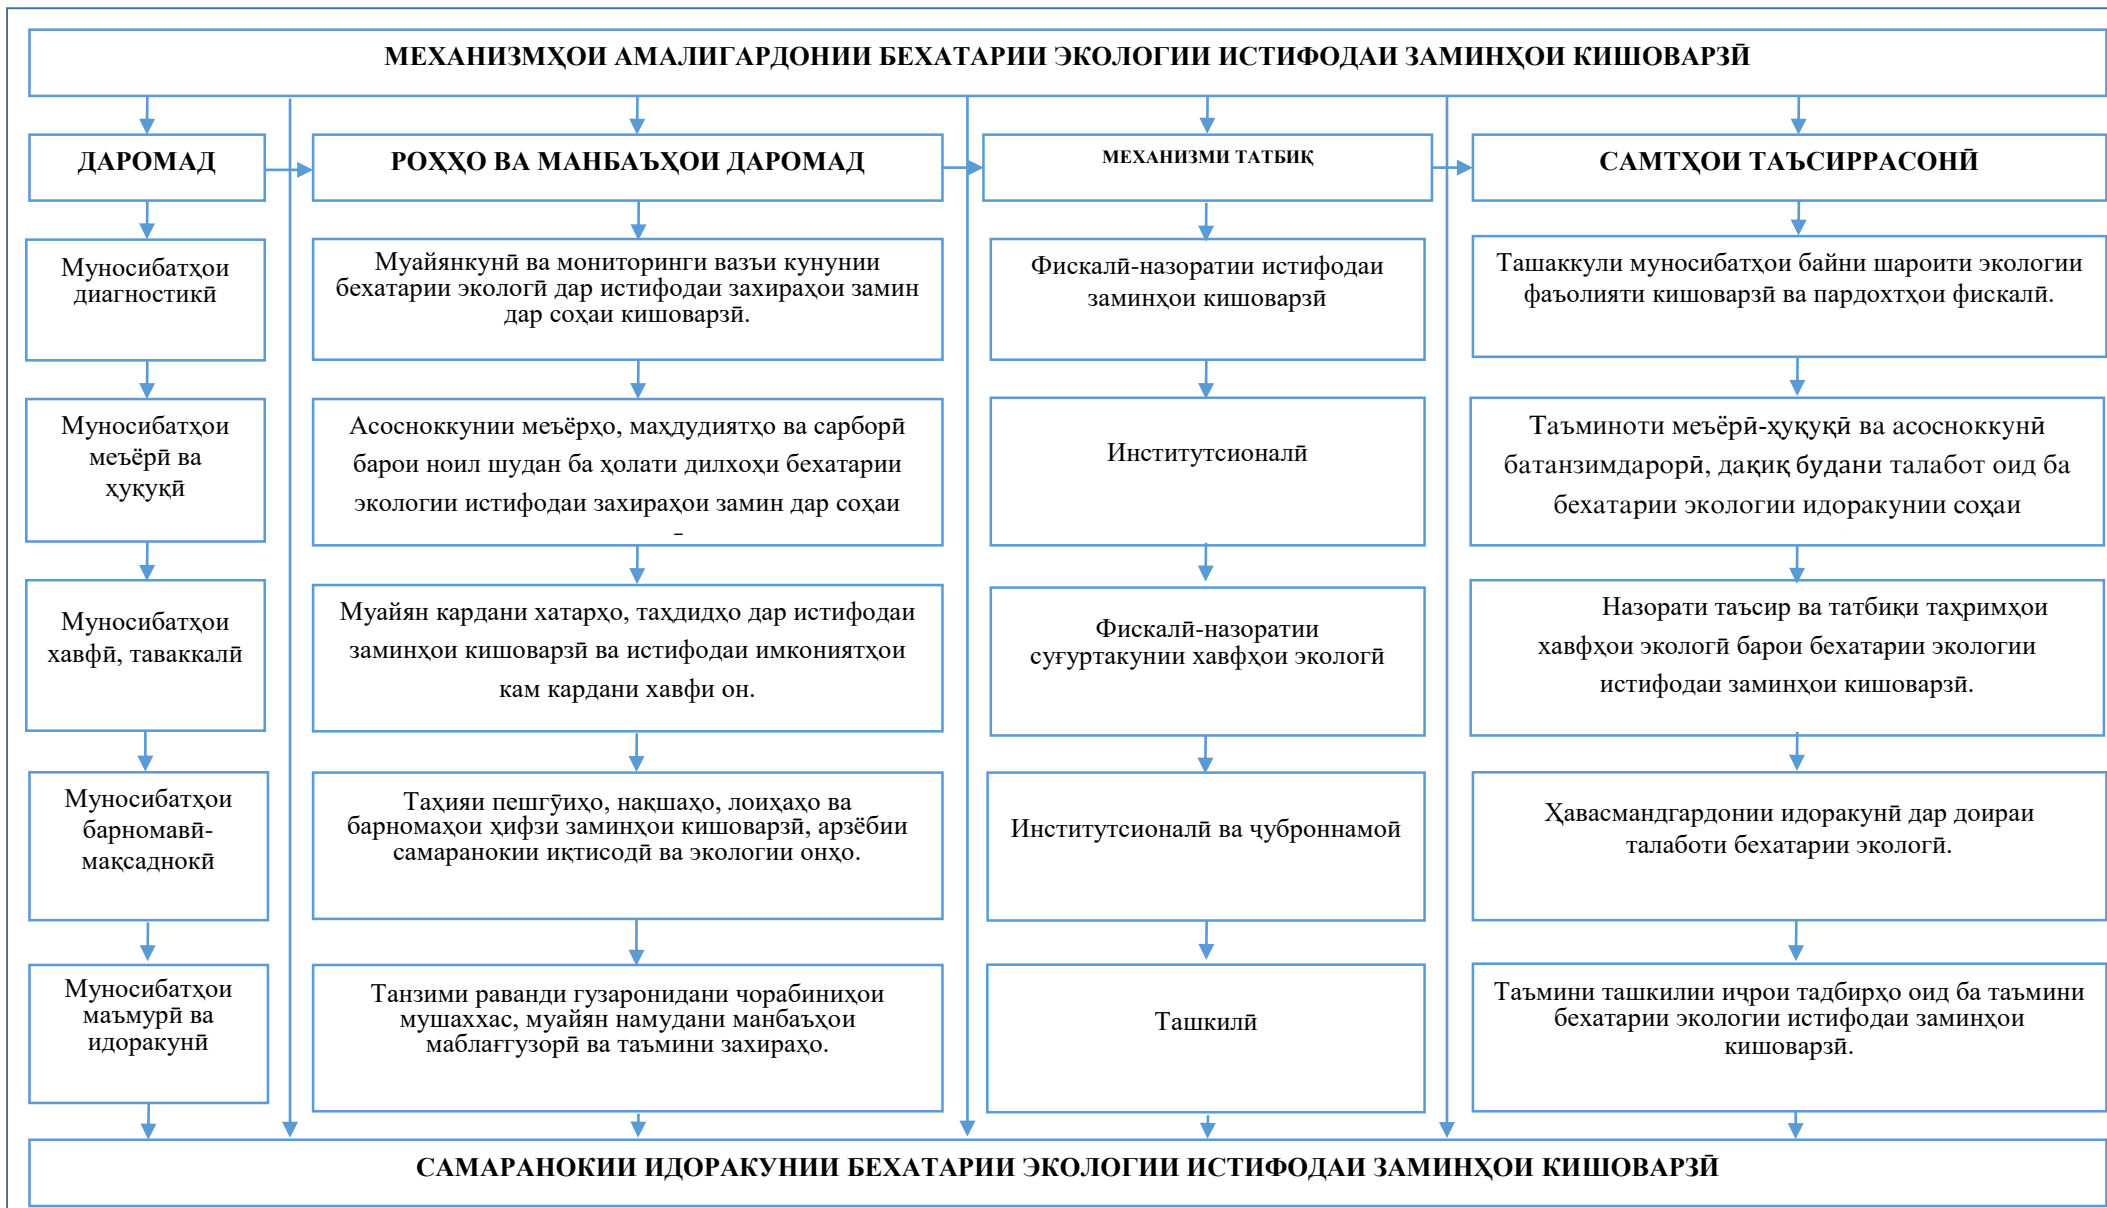 МЕХАНИЗМҲОИ АМАЛИГАРДОНИИ БЕХАТАРИИ ЭКОЛОГИИ ИСТИФОДАИ ЗАМИНҲОИ КИШОВАРЗӢ
ДАРОМАД
РОҲҲО ВА МАНБАЪҲОИ ДАРОМАД
МЕХАНИЗМИ ТАТБИҚ
САМТҲОИ ТАЪСИРРАСОНӢ
Муносибатҳои
диагностикӣ
Муайянкунӣ ва мониторинги вазъи кунунии
бехатарии экологӣ дар истифодаи захираҳои замин
дар соҳаи кишоварзӣ.
Фискалӣ-назоратии истифодаи
заминҳои кишоварзӣ
Ташаккули муносибатҳои байни шароити экологии
фаъолияти кишоварзӣ ва пардохтҳои фискалӣ.
Муносибатҳои
меъёрӣ ва
ҳуқуқӣ
Асосноккунии меъёрҳо, маҳдудиятҳо ва сарборӣ
барои ноил шудан ба ҳолати дилхоҳи бехатарии
экологии истифодаи захираҳои замин дар соҳаи
Институтсионалӣ
Таъминоти меъёрӣ-ҳуқуқӣ ва асосноккунӣ
батанзимдарорӣ, дақиқ будани талабот оид ба
бехатарии экологии идоракунии соҳаи
Муносибатҳои
хавфӣ, таваккалӣ
Муайян кардани хатарҳо, таҳдидҳо дар истифодаи
заминҳои кишоварзӣ ва истифодаи имкониятҳои
кам кардани хавфи он.
Фискалӣ-назоратии
суғуртакунии хавфҳои экологӣ
Назорати таъсир ва татбиқи таҳримҳои
хавфҳои экологӣ барои бехатарии экологии
истифодаи заминҳои кишоварзӣ.
Муносибатҳои
барномавӣ-
мақсаднокӣ
Таҳияи пешгӯиҳо, нақшаҳо, лоиҳаҳо ва
барномаҳои ҳифзи заминҳои кишоварзӣ, арзёбии
самаранокии иқтисодӣ ва экологии онҳо.
Институтсионалӣ ва ҷуброннамоӣ
Ҳавасмандгардонии идоракунӣ дар доираи
талаботи бехатарии экологӣ.
Муносибатҳои
маъмурӣ ва
идоракунӣ
Танзими раванди гузаронидани чорабиниҳои
мушаххас, муайян намудани манбаъҳои
маблағгузорӣ ва таъмини захираҳо.
Ташкилӣ
Таъмини ташкилии иҷрои тадбирҳо оид ба таъмини
бехатарии экологии истифодаи заминҳои
кишоварзӣ.
САМАРАНОКИИ ИДОРАКУНИИ БЕХАТАРИИ ЭКОЛОГИИ ИСТИФОДАИ ЗАМИНҲОИ КИШОВАРЗӢ